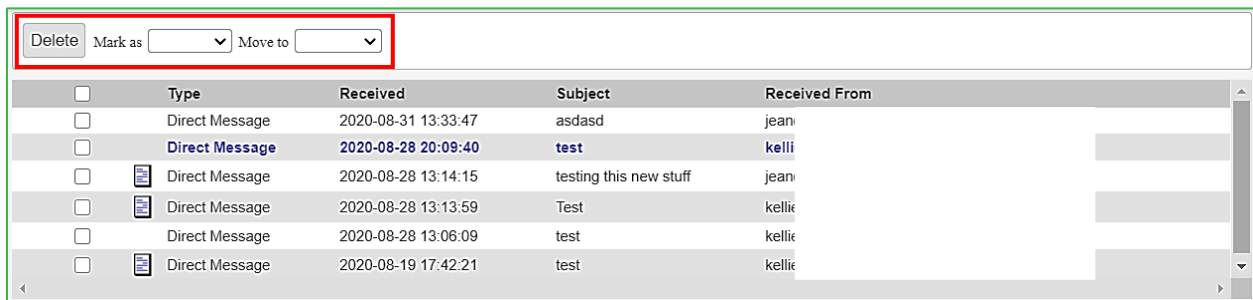 Delete Mark as Move to
Type Received Subject Received From
Direct Message 2020-08-31 13:33:47 asdasd
Direct Message 2020-08-28 20:09:40 test
Direct Message 2020-08-28 13:14:15 testing this new stuff
Direct Message 2020-08-28 13:13:59 Test
Direct Message 2020-08-28 13:06:09 test
Direct Message 2020-08-19 17:42:21 test